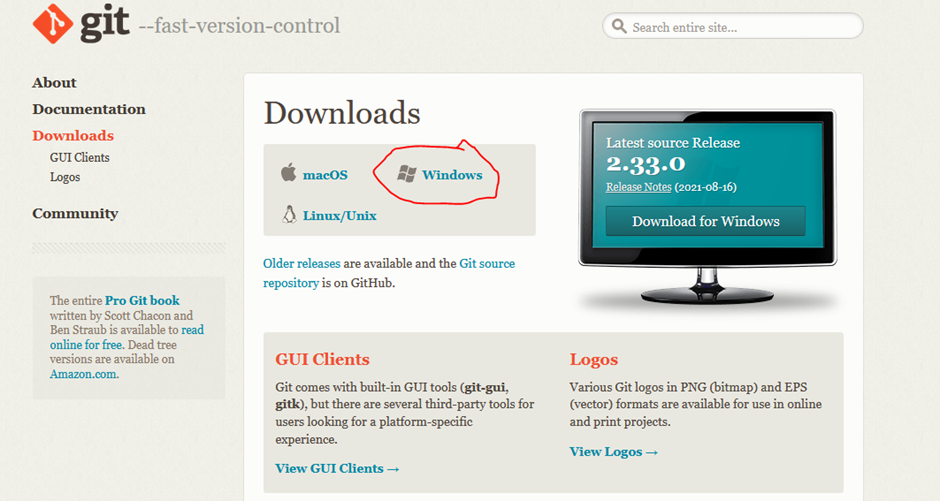 git --fast-version-control
Search entire site...
About
Documentation
Downloads
GUI Clients
Logos
Community
The entire Pro Git book
written by Scott Chacon and
Ben Straub is available to read
online for free. Dead tree
versions are available on
Amazon.com.
Downloads
macOS
Windows
Linux/Unix
Older releases are available and the Git source
repository is on GitHub.
Latest source Release
2.33.0
Release Notes (2021-08-16)
Download for Windows
GUI Clients
Git comes with built-in GUI tools (git-gui,
gitk), but there are several third-party tools for
users looking for a platform-specific
experience.
View GUI Clients →
Logos
Various Git logos in PNG (bitmap) and EPS
(vector) formats are available for use in online
and print projects.
View Logos →